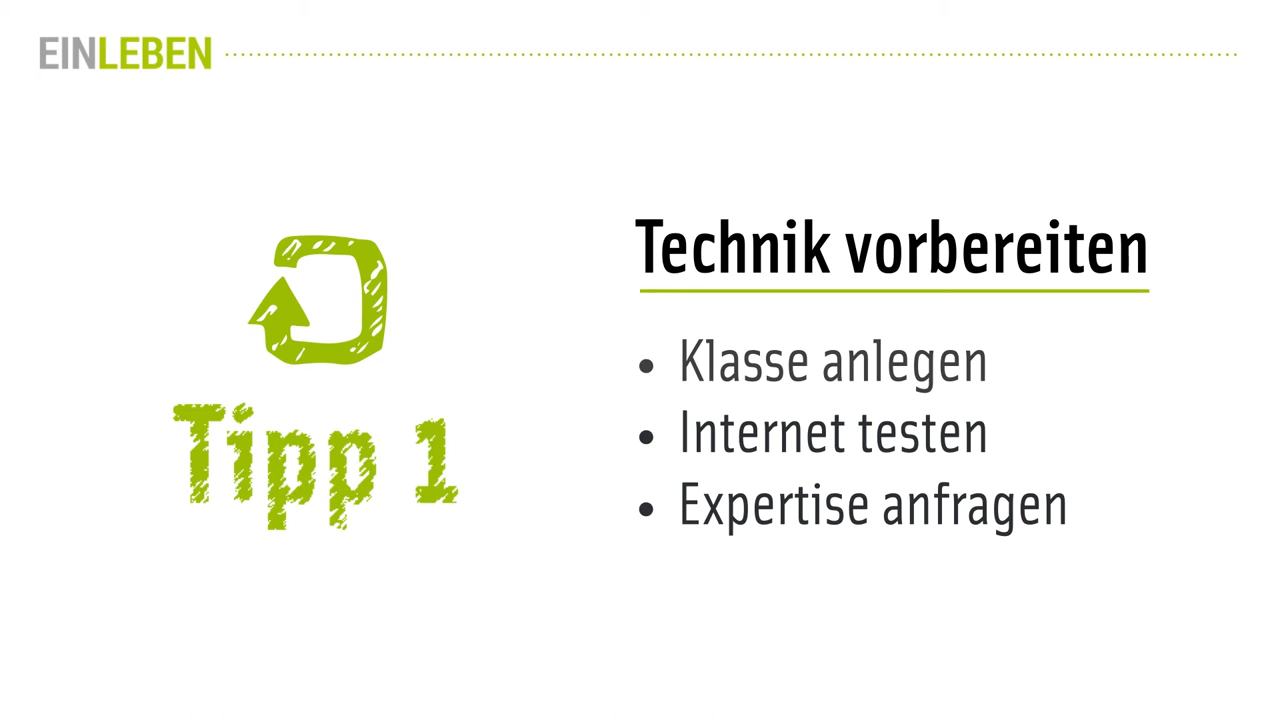 EINLEBEN
Tipp 1
Technik vorbereiten
• Klasse anlegen
• Internet testen
• Expertise anfragen